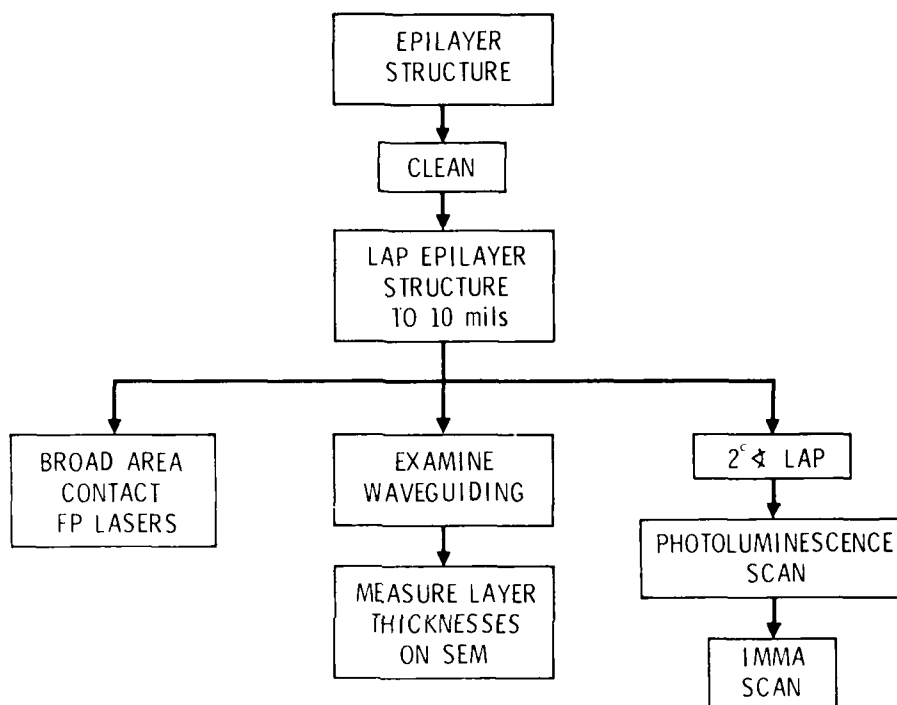 EPILAYER
STRUCTURE
CLEAN
LAP EPILAYER
STRUCTURE
TO 10 mils
BROAD AREA
CONTACT
FP LASERS
EXAMINE
WAVEGUIDING
MEASURE LAYER
THICKNESSES
ON SEM
2° ∢ LAP
PHOTOLUMINESCENCE
SCAN
IMMA
SCAN